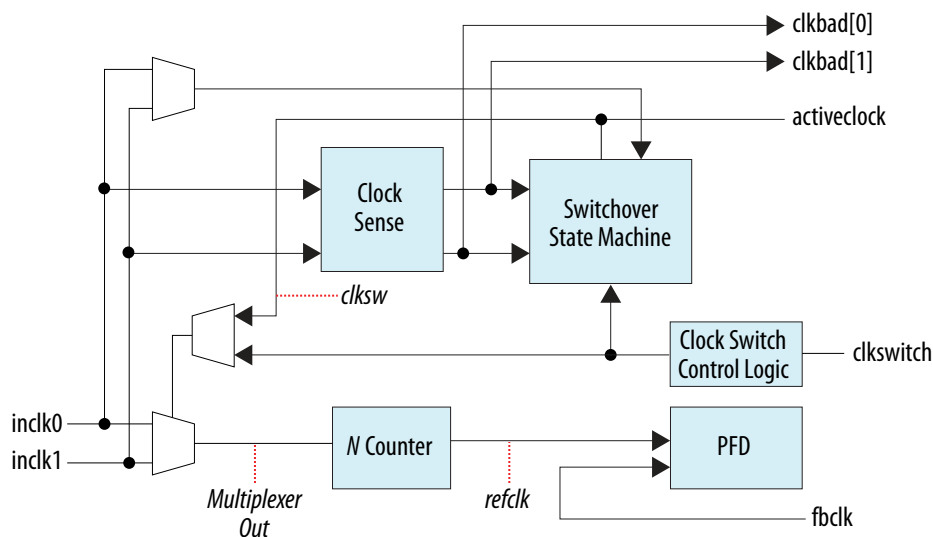 clkbad[0]
clkbad[1]
activeclock
Clock
Sense
Switchover
State Machine
clksw
Clock Switch
Control Logic
clkswitch
inclk0
inclk1
N Counter
PFD
Multiplexer
Out
refclk
fbclk